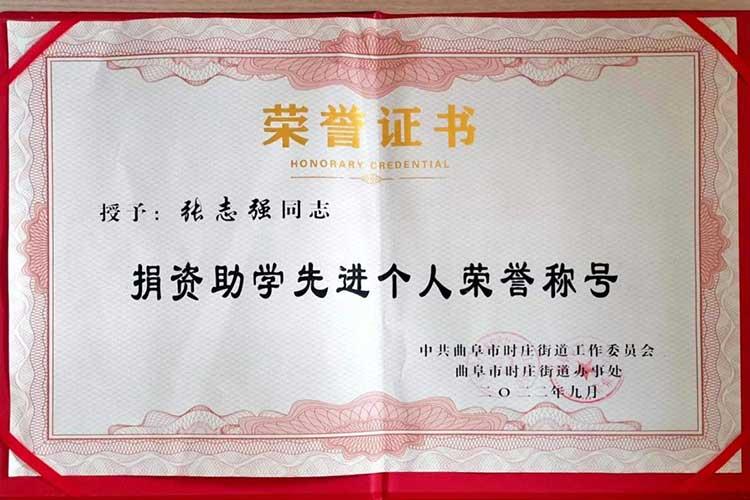 荣誉证书
HONORARY CREDENTIAL
授予：张志强同志
捐资助学先进个人荣誉称号
中共曲阜市时庄街道工作委员会
曲阜市时庄街道办事处
二〇二二年九月